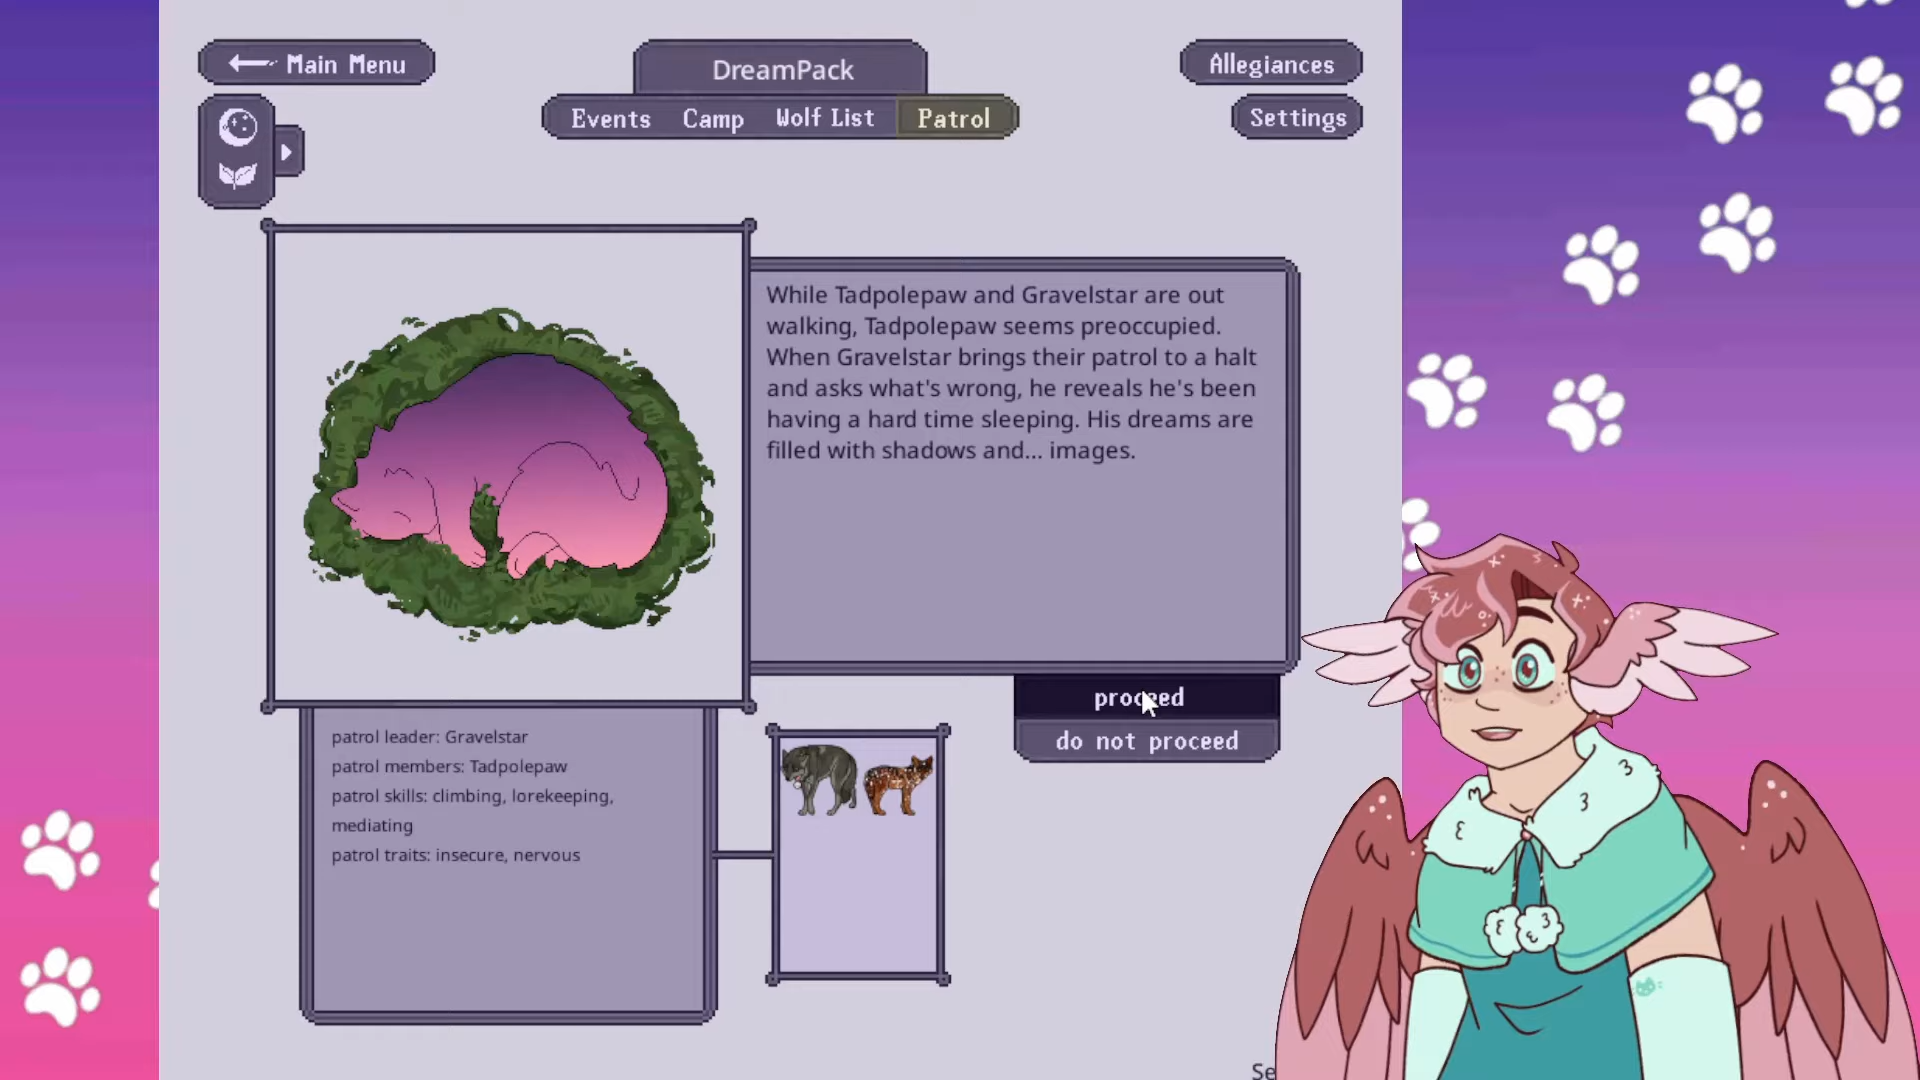 Main Menu
DreamPack
Allegiances
Events
Camp
Wolf List
Patrol
Settings
While Tadpolepaw and Gravelstar are out
walking, Tadpolepaw seems preoccupied.
When Gravelstar brings their patrol to a halt
and asks what's wrong, he reveals he's been
having a hard time sleeping. His dreams are
filled with shadows and... images.
proceed
do not proceed
patrol leader: Gravelstar
patrol members: Tadpolepaw
patrol skills: climbing, lorekeeping,
mediating
patrol traits: insecure, nervous